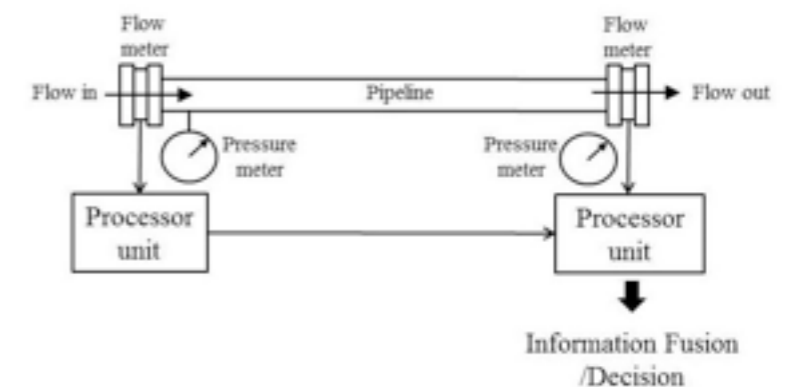 Flow
meter
Flow
meter
Flow in
Pipeline
Flow out
Pressure
meter
Pressure
meter
Processor
unit
Processor
unit
Information Fusion
/Decision